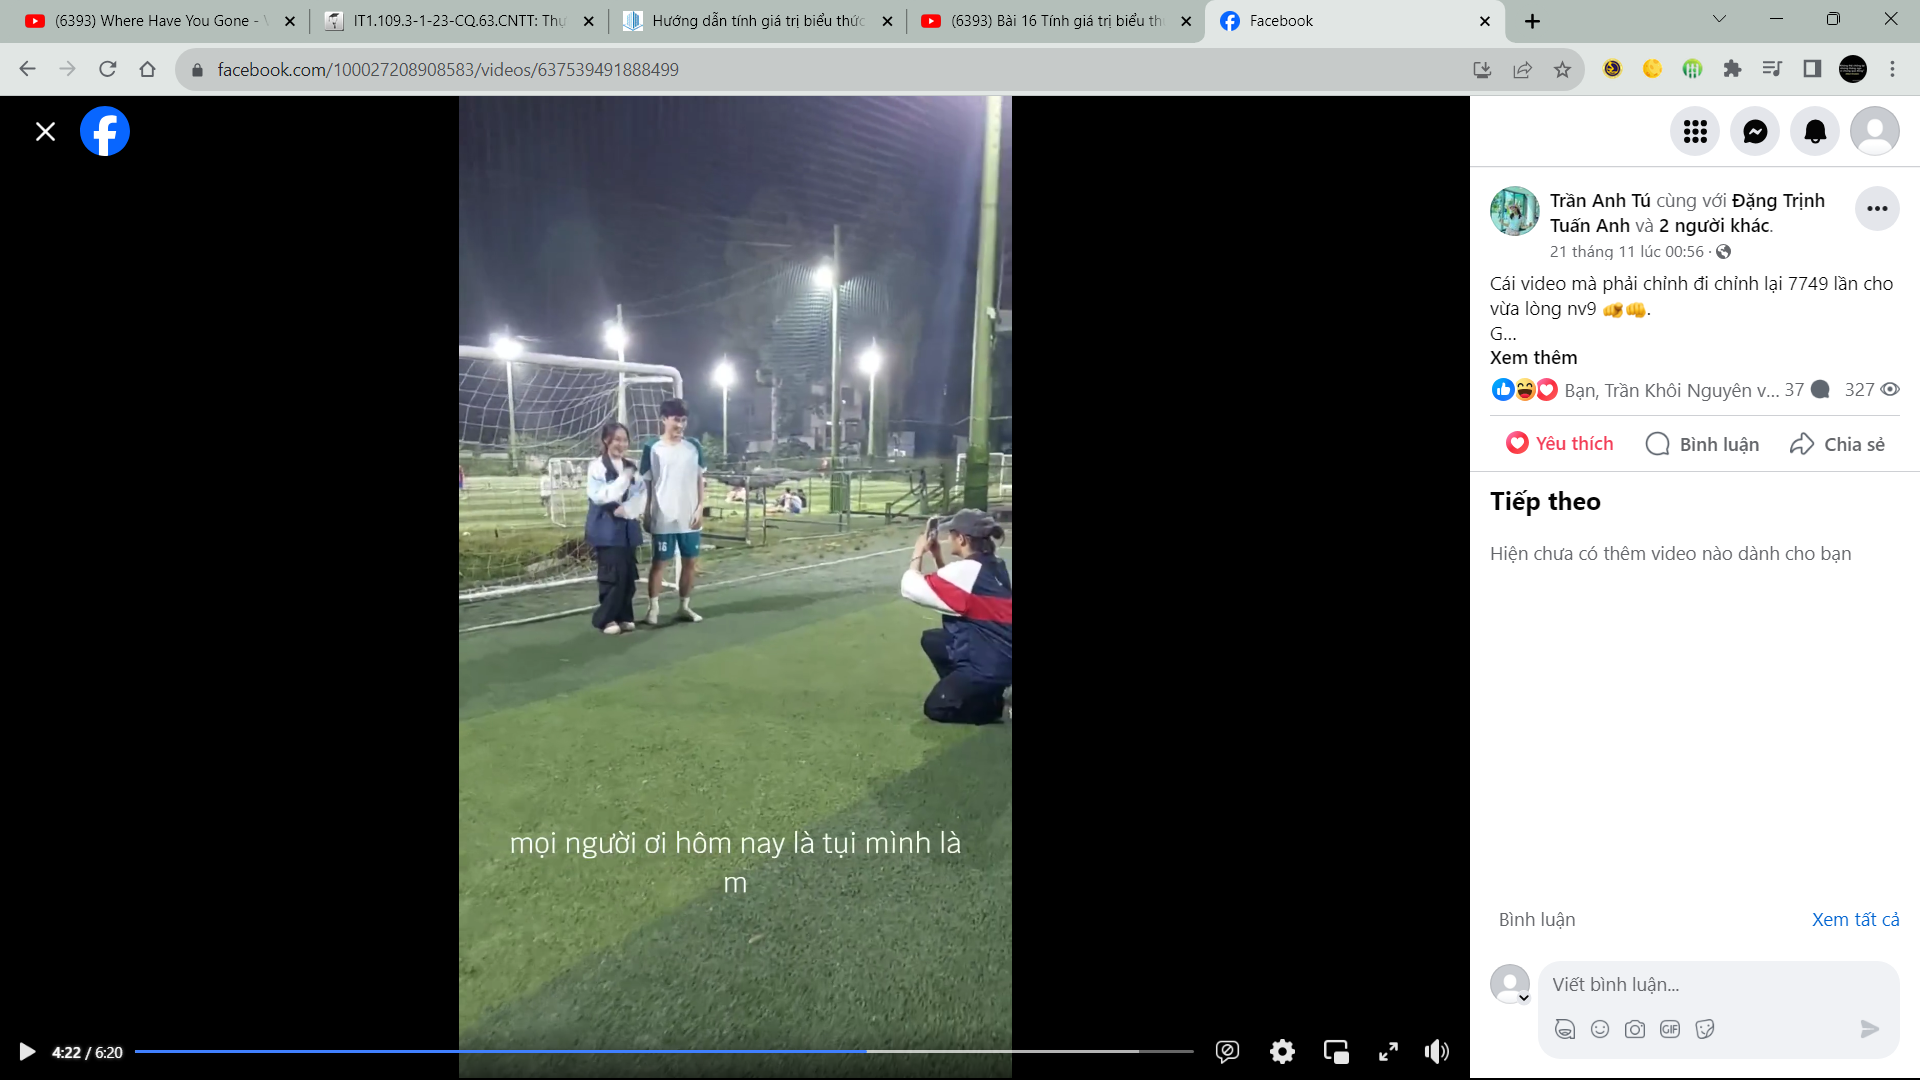 (6393) Where Have You Gone -
IT1.109.3-1-23-CQ.63.CNTT: Thự
Hướng dẫn tính giá trị biểu thức
(6393) Bài 16 Tính giá trị biểu th
Facebook
facebook.com/100027208908583/videos/637539491888499
Trần Anh Tú cùng với Đặng Trịnh
Tuấn Anh và 2 người khác.
21 tháng 11 lúc 00:56 ·
Cái video mà phải chỉnh đi chỉnh lại 7749 lần cho
vừa lòng nv9 🫵👊.
G...
Xem thêm
Bạn, Trần Khôi Nguyên v... 37 327
Yêu thích Bình luận Chia sẻ
Tiếp theo
Hiện chưa có thêm video nào dành cho bạn
16
mọi người ơi hôm nay là tụi mình là
m
Bình luận Xem tất cả
Viết bình luận...
GIF
4:22 / 6:20